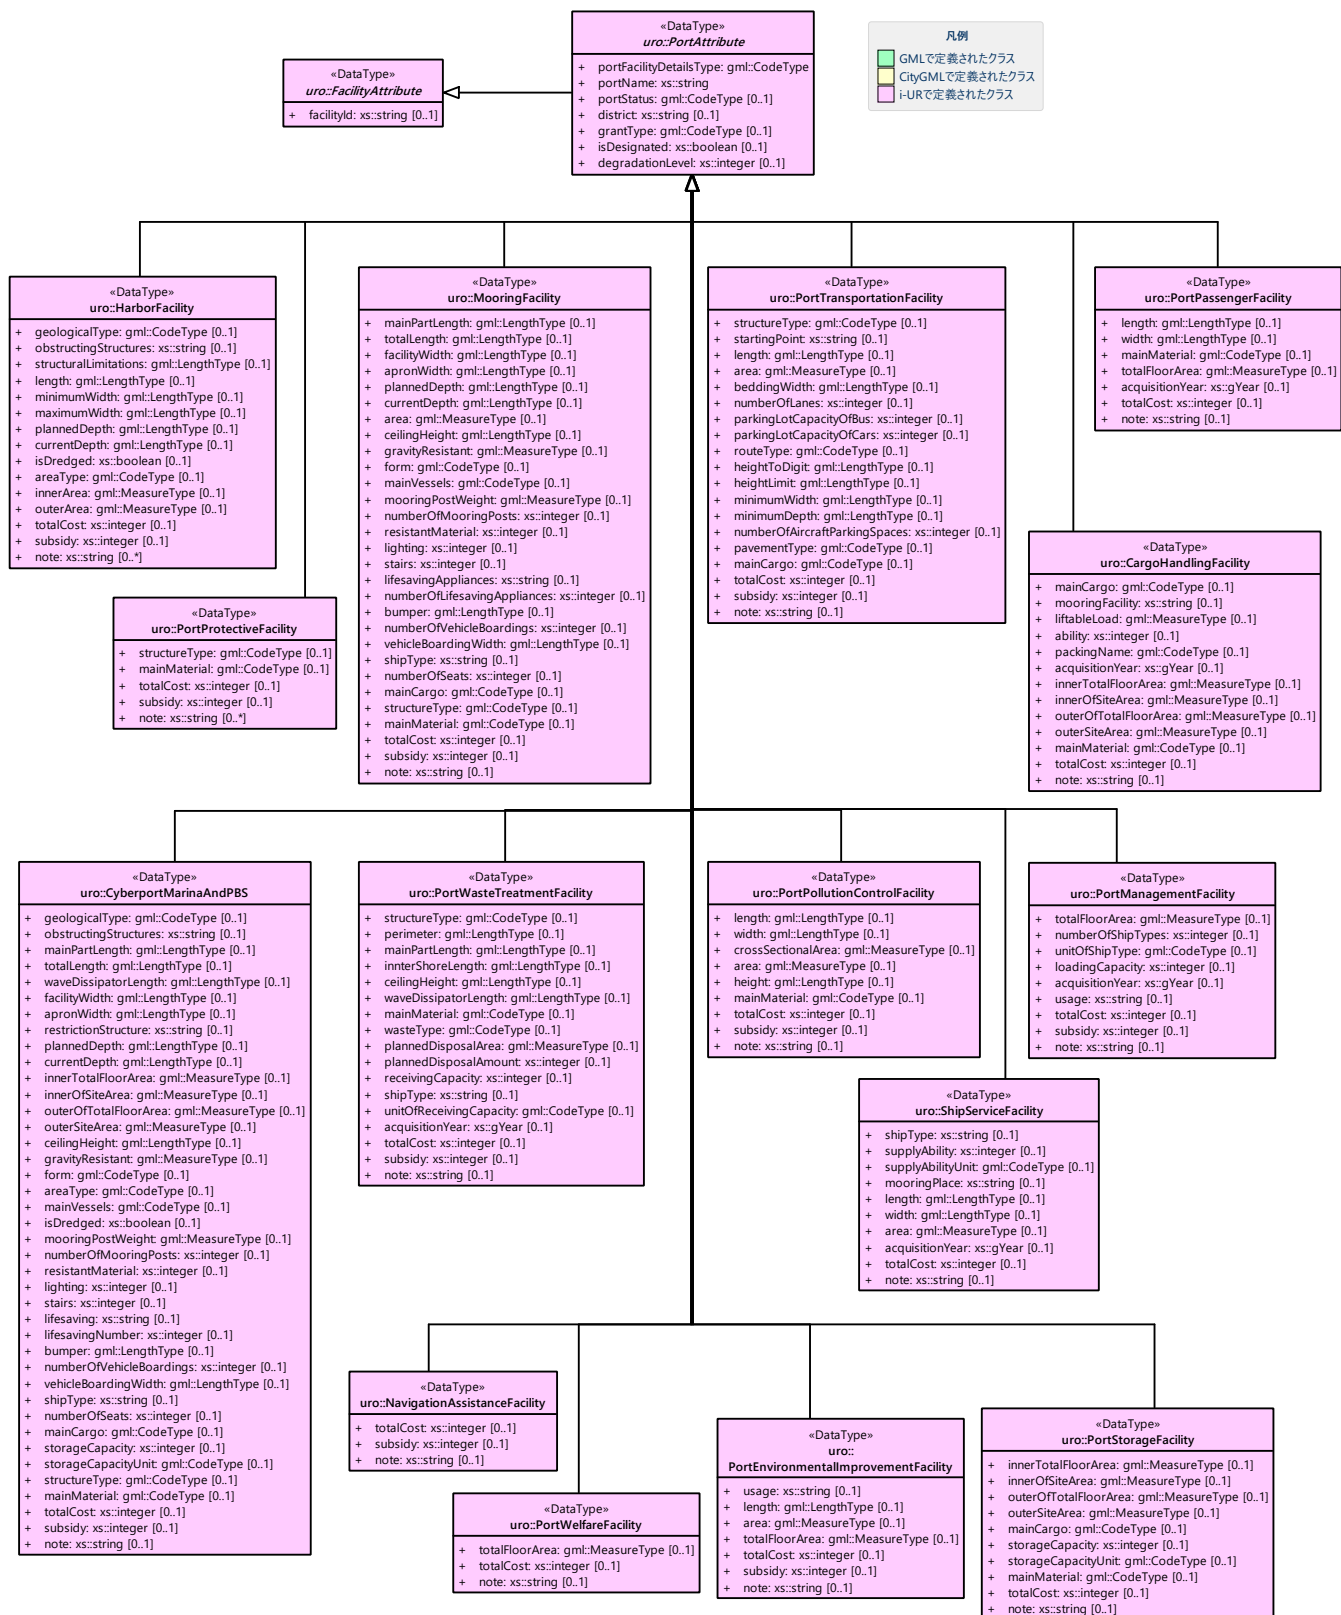 «DataType»
uro::PortAttribute
+ portFacilityDetailsType: gml::CodeType
+ portName: xs::string
+ portStatus: gml::CodeType [0..1]
+ district: xs::string [0..1]
+ grantType: gml::CodeType [0..1]
+ isDesignated: xs::boolean [0..1]
+ degradationLevel: xs::integer [0..1]
凡例
GMLで定義されたクラス
CityGMLで定義されたクラス
i-URで定義されたクラス
«DataType»
uro::FacilityAttribute
+ facilityId: xs::string [0..1]
«DataType»
uro::HarborFacility
+ geologicalType: gml::CodeType [0..1]
+ obstructingStructures: xs::string [0..1]
+ structuralLimitations: gml::LengthType [0..1]
+ length: gml::LengthType [0..1]
+ minimumWidth: gml::LengthType [0..1]
+ maximumWidth: gml::LengthType [0..1]
+ plannedDepth: gml::LengthType [0..1]
+ currentDepth: gml::LengthType [0..1]
+ isDredged: xs::boolean [0..1]
+ areaType: gml::CodeType [0..1]
+ innerArea: gml::MeasureType [0..1]
+ outerArea: gml::MeasureType [0..1]
+ totalCost: xs::integer [0..1]
+ subsidy: xs::integer [0..1]
+ note: xs::string [0..*]
«DataType»
uro::MooringFacility
+ mainPartLength: gml::LengthType [0..1]
+ totalLength: gml::LengthType [0..1]
+ facilityWidth: gml::LengthType [0..1]
+ apronWidth: gml::LengthType [0..1]
+ plannedDepth: gml::LengthType [0..1]
+ currentDepth: gml::LengthType [0..1]
+ area: gml::MeasureType [0..1]
+ ceilingHeight: gml::LengthType [0..1]
+ gravityResistant: gml::MeasureType [0..1]
+ form: gml::CodeType [0..1]
+ mainVessels: gml::CodeType [0..1]
+ mooringPostWeight: gml::MeasureType [0..1]
+ numberOfMooringPosts: xs::integer [0..1]
+ resistantMaterial: xs::integer [0..1]
+ lighting: xs::integer [0..1]
+ stairs: xs::integer [0..1]
+ lifesavingAppliances: xs::string [0..1]
+ numberOfLifesavingAppliances: xs::integer [0..1]
+ bumper: gml::LengthType [0..1]
+ numberOfVehicleBoardings: xs::integer [0..1]
+ vehicleBoardingWidth: gml::LengthType [0..1]
+ shipType: xs::string [0..1]
+ numberOfSeats: xs::integer [0..1]
+ mainCargo: gml::CodeType [0..1]
+ structureType: gml::CodeType [0..1]
+ mainMaterial: gml::CodeType [0..1]
+ totalCost: xs::integer [0..1]
+ subsidy: xs::integer [0..1]
+ note: xs::string [0..1]
«DataType»
uro::PortTransportationFacility
+ structureType: gml::CodeType [0..1]
+ startingPoint: xs::string [0..1]
+ length: gml::LengthType [0..1]
+ area: gml::MeasureType [0..1]
+ beddingWidth: gml::LengthType [0..1]
+ numberOfLanes: xs::integer [0..1]
+ parkingLotCapacityOfBus: xs::integer [0..1]
+ parkingLotCapacityOfCars: xs::integer [0..1]
+ routeType: gml::CodeType [0..1]
+ heightToDigit: gml::LengthType [0..1]
+ heightLimit: gml::LengthType [0..1]
+ minimumWidth: gml::LengthType [0..1]
+ minimumDepth: gml::LengthType [0..1]
+ numberOfAircraftParkingSpaces: xs::integer [0..1]
+ pavementType: gml::CodeType [0..1]
+ mainCargo: gml::CodeType [0..1]
+ totalCost: xs::integer [0..1]
+ subsidy: xs::integer [0..1]
+ note: xs::string [0..1]
«DataType»
uro::PortPassengerFacility
+ length: gml::LengthType [0..1]
+ width: gml::LengthType [0..1]
+ mainMaterial: gml::CodeType [0..1]
+ totalFloorArea: gml::MeasureType [0..1]
+ acquisitionYear: xs::gYear [0..1]
+ totalCost: xs::integer [0..1]
+ note: xs::string [0..1]
«DataType»
uro::PortProtectiveFacility
+ structureType: gml::CodeType [0..1]
+ mainMaterial: gml::CodeType [0..1]
+ totalCost: xs::integer [0..1]
+ subsidy: xs::integer [0..1]
+ note: xs::string [0..*]
«DataType»
uro::CargoHandlingFacility
+ mainCargo: gml::CodeType [0..1]
+ mooringFacility: xs::string [0..1]
+ liftableLoad: gml::MeasureType [0..1]
+ ability: xs::integer [0..1]
+ packingName: gml::CodeType [0..1]
+ acquisitionYear: xs::gYear [0..1]
+ innerTotalFloorArea: gml::MeasureType [0..1]
+ innerOfSiteArea: gml::MeasureType [0..1]
+ outerOfTotalFloorArea: gml::MeasureType [0..1]
+ outerSiteArea: gml::MeasureType [0..1]
+ mainMaterial: gml::CodeType [0..1]
+ totalCost: xs::integer [0..1]
+ note: xs::string [0..1]
«DataType»
uro::CyberportMarinaAndPBS
+ geologicalType: gml::CodeType [0..1]
+ obstructingStructures: xs::string [0..1]
+ mainPartLength: gml::LengthType [0..1]
+ totalLength: gml::LengthType [0..1]
+ waveDissipatorLength: gml::LengthType [0..1]
+ facilityWidth: gml::LengthType [0..1]
+ apronWidth: gml::LengthType [0..1]
+ restrictionStructure: xs::string [0..1]
+ plannedDepth: gml::LengthType [0..1]
+ currentDepth: gml::LengthType [0..1]
+ innerTotalFloorArea: gml::MeasureType [0..1]
+ innerOfSiteArea: gml::MeasureType [0..1]
+ outerOfTotalFloorArea: gml::MeasureType [0..1]
+ outerSiteArea: gml::MeasureType [0..1]
+ ceilingHeight: gml::LengthType [0..1]
+ gravityResistant: gml::MeasureType [0..1]
+ form: gml::CodeType [0..1]
+ areaType: gml::CodeType [0..1]
+ mainVessels: gml::CodeType [0..1]
+ isDredged: xs::boolean [0..1]
+ mooringPostWeight: gml::MeasureType [0..1]
+ numberOfMooringPosts: xs::integer [0..1]
+ resistantMaterial: xs::integer [0..1]
+ lighting: xs::integer [0..1]
+ stairs: xs::integer [0..1]
+ lifesaving: xs::string [0..1]
+ lifesavingNumber: xs::integer [0..1]
+ bumper: gml::LengthType [0..1]
+ numberOfVehicleBoardings: xs::integer [0..1]
+ vehicleBoardingWidth: gml::LengthType [0..1]
+ shipType: xs::string [0..1]
+ numberOfSeats: xs::integer [0..1]
+ mainCargo: gml::CodeType [0..1]
+ storageCapacity: xs::integer [0..1]
+ storageCapacityUnit: gml::CodeType [0..1]
+ structureType: gml::CodeType [0..1]
+ mainMaterial: gml::CodeType [0..1]
+ totalCost: xs::integer [0..1]
+ subsidy: xs::integer [0..1]
+ note: xs::string [0..1]
«DataType»
uro::PortWasteTreatmentFacility
+ structureType: gml::CodeType [0..1]
+ perimeter: gml::LengthType [0..1]
+ mainPartLength: gml::LengthType [0..1]
+ innterShoreLength: gml::LengthType [0..1]
+ ceilingHeight: gml::LengthType [0..1]
+ waveDissipatorLength: gml::LengthType [0..1]
+ mainMaterial: gml::CodeType [0..1]
+ wasteType: gml::CodeType [0..1]
+ plannedDisposalArea: gml::MeasureType [0..1]
+ plannedDisposalAmount: xs::integer [0..1]
+ receivingCapacity: xs::integer [0..1]
+ shipType: xs::string [0..1]
+ unitOfReceivingCapacity: gml::CodeType [0..1]
+ acquisitionYear: xs::gYear [0..1]
+ totalCost: xs::integer [0..1]
+ subsidy: xs::integer [0..1]
+ note: xs::string [0..1]
«DataType»
uro::PortPollutionControlFacility
+ length: gml::LengthType [0..1]
+ width: gml::LengthType [0..1]
+ crossSectionalArea: gml::MeasureType [0..1]
+ area: gml::MeasureType [0..1]
+ height: gml::LengthType [0..1]
+ mainMaterial: gml::CodeType [0..1]
+ totalCost: xs::integer [0..1]
+ subsidy: xs::integer [0..1]
+ note: xs::string [0..1]
«DataType»
uro::PortManagementFacility
+ totalFloorArea: gml::MeasureType [0..1]
+ numberOfShipTypes: xs::integer [0..1]
+ unitOfShipType: gml::CodeType [0..1]
+ loadingCapacity: xs::integer [0..1]
+ acquisitionYear: xs::gYear [0..1]
+ usage: xs::string [0..1]
+ totalCost: xs::integer [0..1]
+ subsidy: xs::integer [0..1]
+ note: xs::string [0..1]
«DataType»
uro::ShipServiceFacility
+ shipType: xs::string [0..1]
+ supplyAbility: xs::integer [0..1]
+ supplyAbilityUnit: gml::CodeType [0..1]
+ mooringPlace: xs::string [0..1]
+ length: gml::LengthType [0..1]
+ width: gml::LengthType [0..1]
+ area: gml::MeasureType [0..1]
+ acquisitionYear: xs::gYear [0..1]
+ totalCost: xs::integer [0..1]
+ note: xs::string [0..1]
«DataType»
uro::NavigationAssistanceFacility
+ totalCost: xs::integer [0..1]
+ subsidy: xs::integer [0..1]
+ note: xs::string [0..1]
«DataType»
uro::PortWelfareFacility
+ totalFloorArea: gml::MeasureType [0..1]
+ totalCost: xs::integer [0..1]
+ note: xs::string [0..1]
«DataType»
uro::
PortEnvironmentalImprovementFacility
+ usage: xs::string [0..1]
+ length: gml::LengthType [0..1]
+ area: gml::MeasureType [0..1]
+ totalFloorArea: gml::MeasureType [0..1]
+ totalCost: xs::integer [0..1]
+ subsidy: xs::integer [0..1]
+ note: xs::string [0..1]
«DataType»
uro::PortStorageFacility
+ innerTotalFloorArea: gml::MeasureType [0..1]
+ innerOfSiteArea: gml::MeasureType [0..1]
+ outerOfTotalFloorArea: gml::MeasureType [0..1]
+ outerSiteArea: gml::MeasureType [0..1]
+ mainCargo: gml::CodeType [0..1]
+ storageCapacity: xs::integer [0..1]
+ storageCapacityUnit: gml::CodeType [0..1]
+ mainMaterial: gml::CodeType [0..1]
+ totalCost: xs::integer [0..1]
+ note: xs::string [0..1]